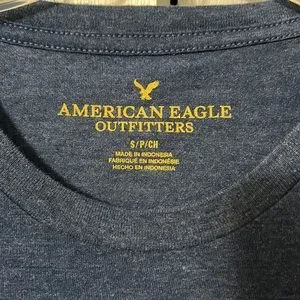 AMERICAN EAGLE
OUTFITTERS
S/P/CH
MADE IN INDONESIA
FABRIQUÉ EN INDONÉSIE
HECHO EN INDONESIA